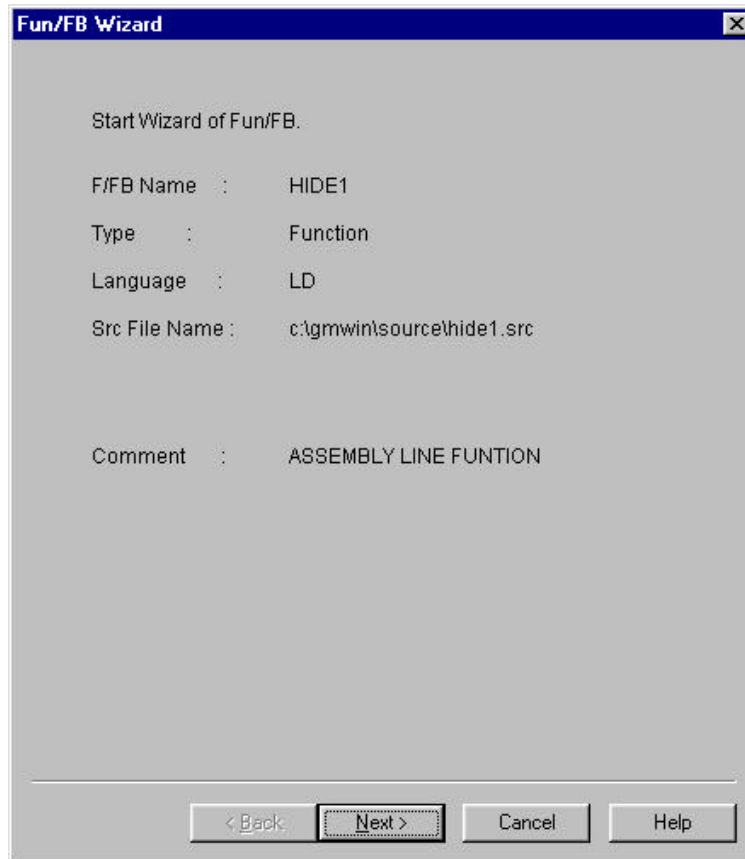 Fun/FB Wizard
Start Wizard of Fun/FB.
F/FB Name : HIDE1
Type : Function
Language : LD
Src File Name : c:\gmwin\source\hide1.src
Comment : ASSEMBLY LINE FUNTION
< Back Next > Cancel Help